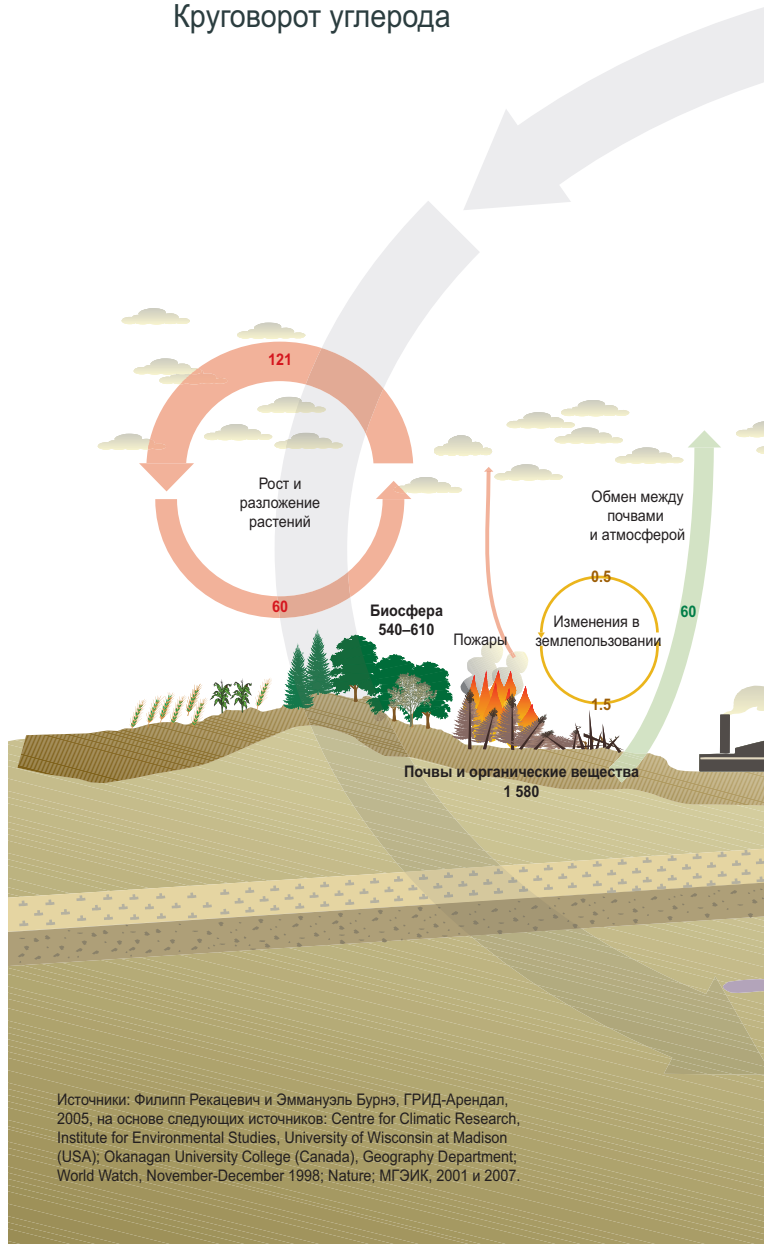 Круговорот углерода
121
Рост и
разложение
растений
60
Биосфера
540–610
Пожары
Обмен между
почвами
и атмосферой
0.5
Изменения в
землепользовании
1.5
60
Почвы и органические вещества
1 580
Источники: Филипп Рекацевич и Эммануэль Бурнэ, ГРИД-Арендал,
2005, на основе следующих источников: Centre for Climatic Research,
Institute for Environmental Studies, University of Wisconsin at Madison
(USA); Okanagan University College (Canada), Geography Department;
World Watch, November-December 1998; Nature; МГЭИК, 2001 и 2007.